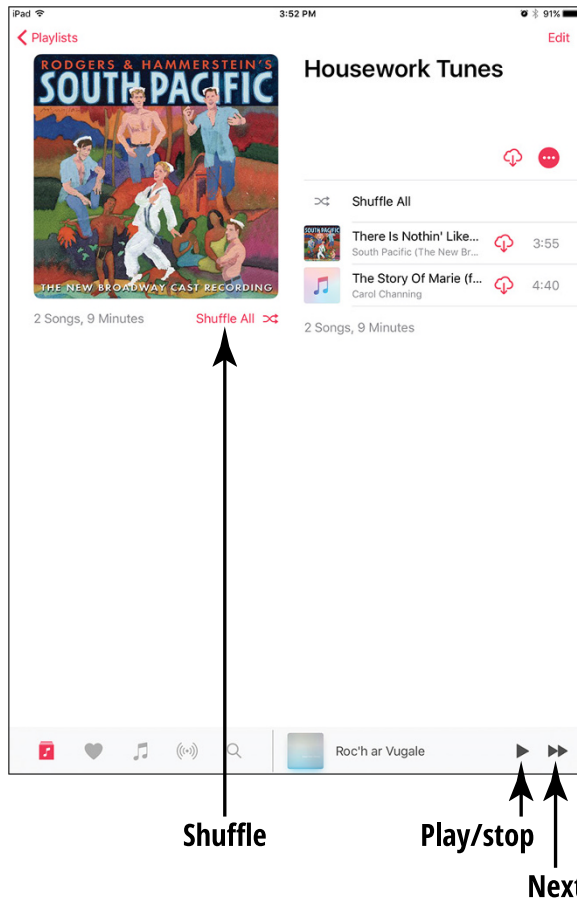 iPad
3:52 PM
91%
Playlists
Edit
RODGERS & HAMMERSTEIN'S
SOUTH PACIFIC
THE NEW BROADWAY CAST RECORDING
2 Songs, 9 Minutes
Shuffle All
Housework Tunes
Shuffle All
SOUTH PACIFIC
There Is Nothin' Like...
3:55
South Pacific (The New Br...
The Story Of Marie (f...
4:40
Carol Channing
2 Songs, 9 Minutes
Roc'h ar Vugale
Shuffle
Play/stop
Next